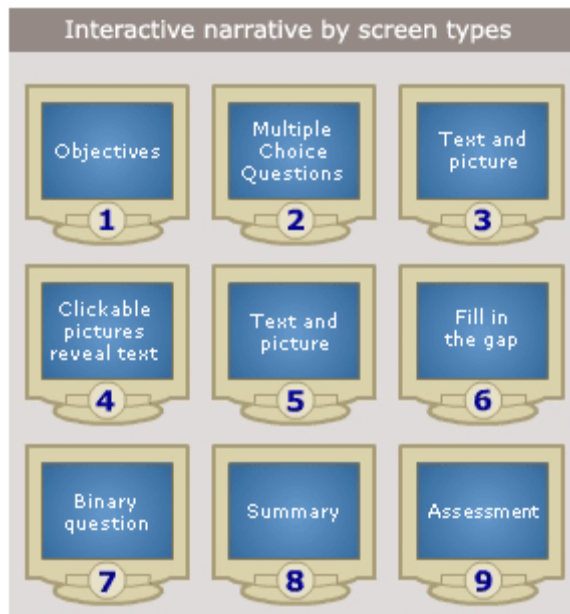 Interactive narrative by screen types
Objectives
1
Multiple
Choice
Questions
2
Text and
picture
3
Clickable
pictures
reveal text
4
Text and
picture
5
Fill in
the gap
6
Binary
question
7
Summary
8
Assessment
9